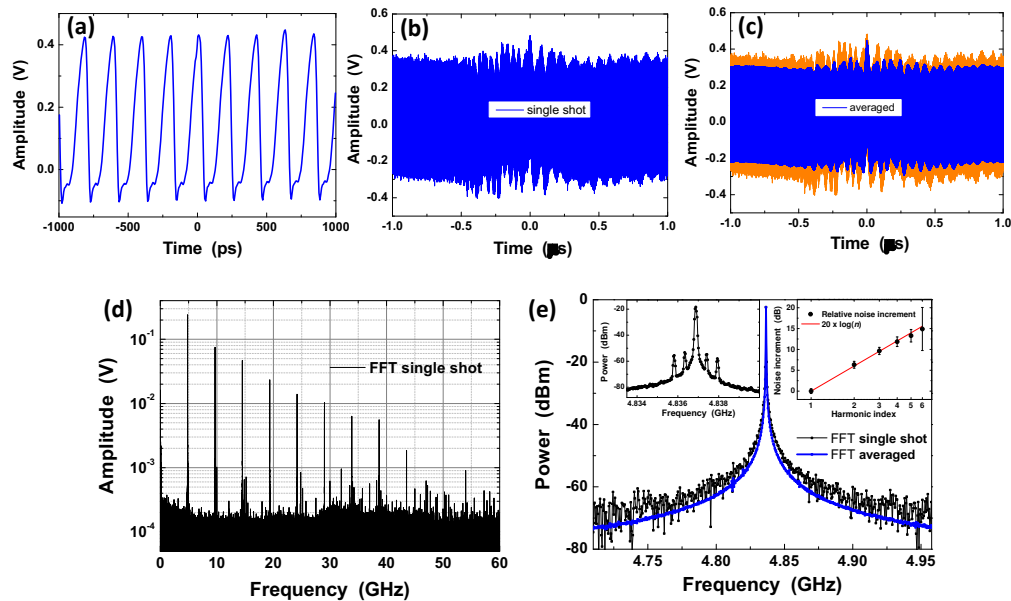 (a)
Amplitude (V)
0.4
0.2
0.0
-1000 -500 0 500 1000
Time (ps)
(b)
Amplitude (V)
0.6
0.4
0.2
0.0
-0.2
-0.4
single shot
-1.0 -0.5 0.0 0.5 1.0
Time (μs)
(c)
Amplitude (V)
0.6
0.4
0.2
0.0
-0.2
-0.4
averaged
-1.0 -0.5 0.0 0.5 1.0
Time (μs)
(d)
Amplitude (V)
10-1
10-2
10-3
10-4
FFT single shot
0 10 20 30 40 50 60
Frequency (GHz)
(e)
Power (dBm)
0
-20
-40
-60
-80
Power (dBm)
-20
-40
-60
-80
4.834 4.836 4.838
Frequency (GHz)
Noise increment (dB)
20
15
10
5
0
Relative noise increment
20 x log(n)
1 2 3 4 5 6
Harmonic index
FFT single shot
FFT averaged
4.75 4.80 4.85 4.90 4.95
Frequency (GHz)